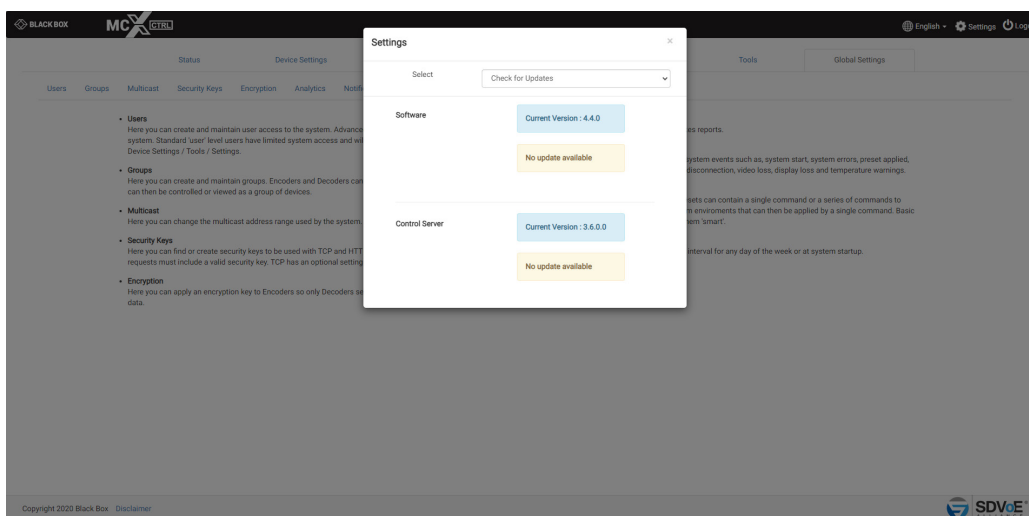 BLACK BOX
MCX CTRL
English
Settings
Status
Device Settings
Tools
Global Settings
Users
Groups
Multicast
Security Keys
Encryption
Analytics
Settings
×
Select
Check for Updates
Software
Current Version : 4.4.0
No update available
Control Server
Current Version : 3.6.0.0
No update available
• Users
Here you can create and maintain user access to the system. Advance
system. Standard 'user' level users have limited system access and wi
Device Settings / Tools / Settings.
• Groups
Here you can create and maintain groups. Encoders and Decoders can
can then be controlled or viewed as a group of devices.
• Multicast
Here you can change the multicast address range used by the system.
• Security Keys
Here you can find or create security keys to be used with TCP and HTT
requests must include a valid security key. TCP has an optional setting
• Encryption
Here you can apply an encryption key to Encoders so only Decoders se
data.
es reports.
system events such as, system start, system errors, preset applied,
disconnection, video loss, display loss and temperature warnings.
sets can contain a single command or a series of commands to
m enviroments that can then be applied by a single command. Basic
em 'smart'.
interval for any day of the week or at system startup.
Copyright 2020 Black Box Disclaimer
SDVoE